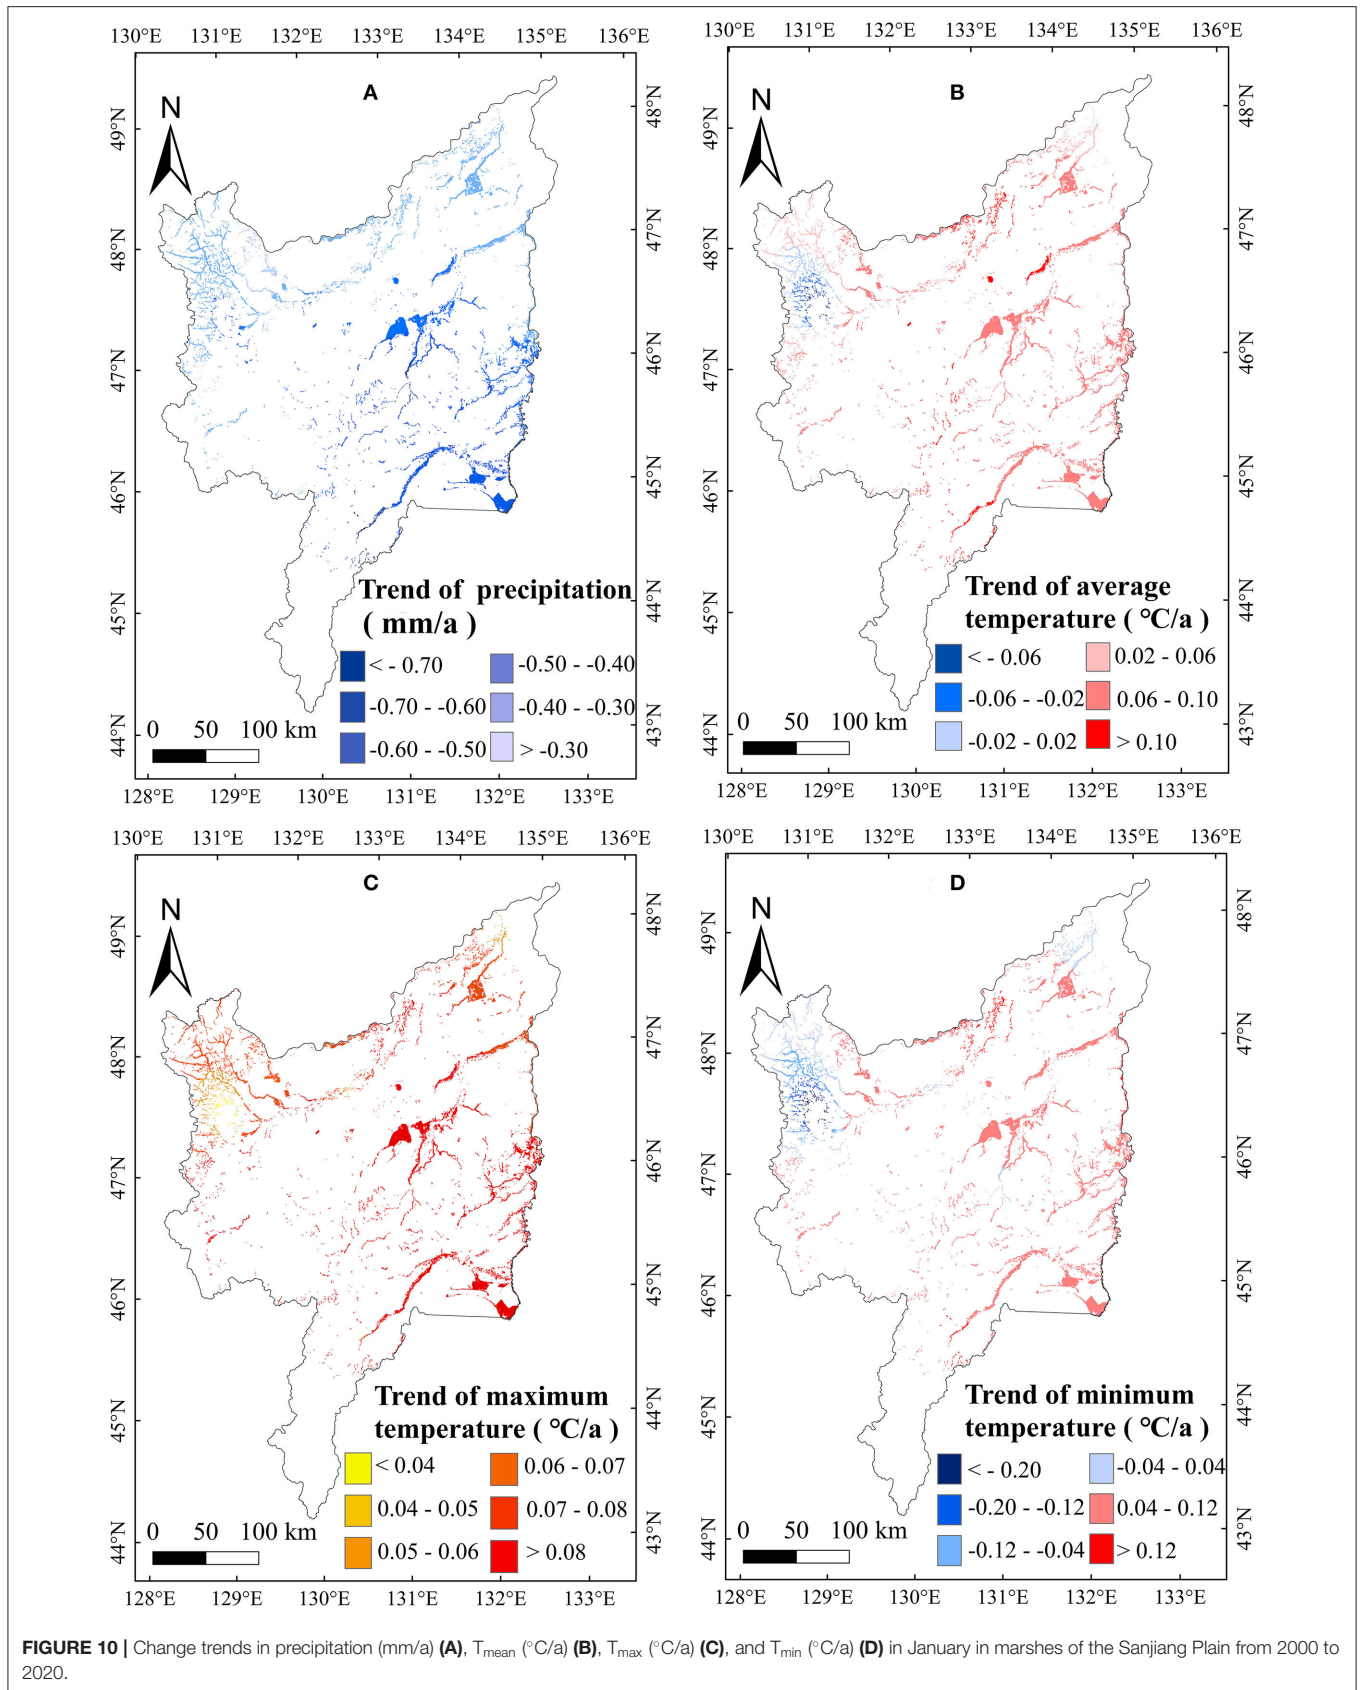 130°E 131°E 132°E 133°E 134°E 135°E 136°E
A
N
49°N
48°N
47°N
46°N
45°N
44°N
48°N
47°N
46°N
45°N
44°N
43°N
Trend of precipitation
( mm/a )
< - 0.70
-0.70 - -0.60
-0.60 - -0.50
-0.50 - -0.40
-0.40 - -0.30
> -0.30
0 50 100 km
128°E 129°E 130°E 131°E 132°E 133°E
130°E 131°E 132°E 133°E 134°E 135°E 136°E
B
N
49°N
48°N
47°N
46°N
45°N
44°N
48°N
47°N
46°N
45°N
44°N
43°N
Trend of average
temperature ( °C/a )
< - 0.06
-0.06 - -0.02
-0.02 - 0.02
0.02 - 0.06
0.06 - 0.10
> 0.10
0 50 100 km
128°E 129°E 130°E 131°E 132°E 133°E
130°E 131°E 132°E 133°E 134°E 135°E 136°E
C
N
49°N
48°N
47°N
46°N
45°N
44°N
48°N
47°N
46°N
45°N
44°N
43°N
Trend of maximum
temperature ( °C/a )
< 0.04
0.04 - 0.05
0.05 - 0.06
0.06 - 0.07
0.07 - 0.08
> 0.08
0 50 100 km
128°E 129°E 130°E 131°E 132°E 133°E
130°E 131°E 132°E 133°E 134°E 135°E 136°E
D
N
49°N
48°N
47°N
46°N
45°N
44°N
48°N
47°N
46°N
45°N
44°N
43°N
Trend of minimum
temperature ( °C/a )
< - 0.20
-0.20 - -0.12
-0.12 - -0.04
-0.04 - 0.04
0.04 - 0.12
> 0.12
0 50 100 km
128°E 129°E 130°E 131°E 132°E 133°E
FIGURE 10 | Change trends in precipitation (mm/a) (A), Tmean (°C/a) (B), Tmax (°C/a) (C), and Tmin (°C/a) (D) in January in marshes of the Sanjiang Plain from 2000 to
2020.